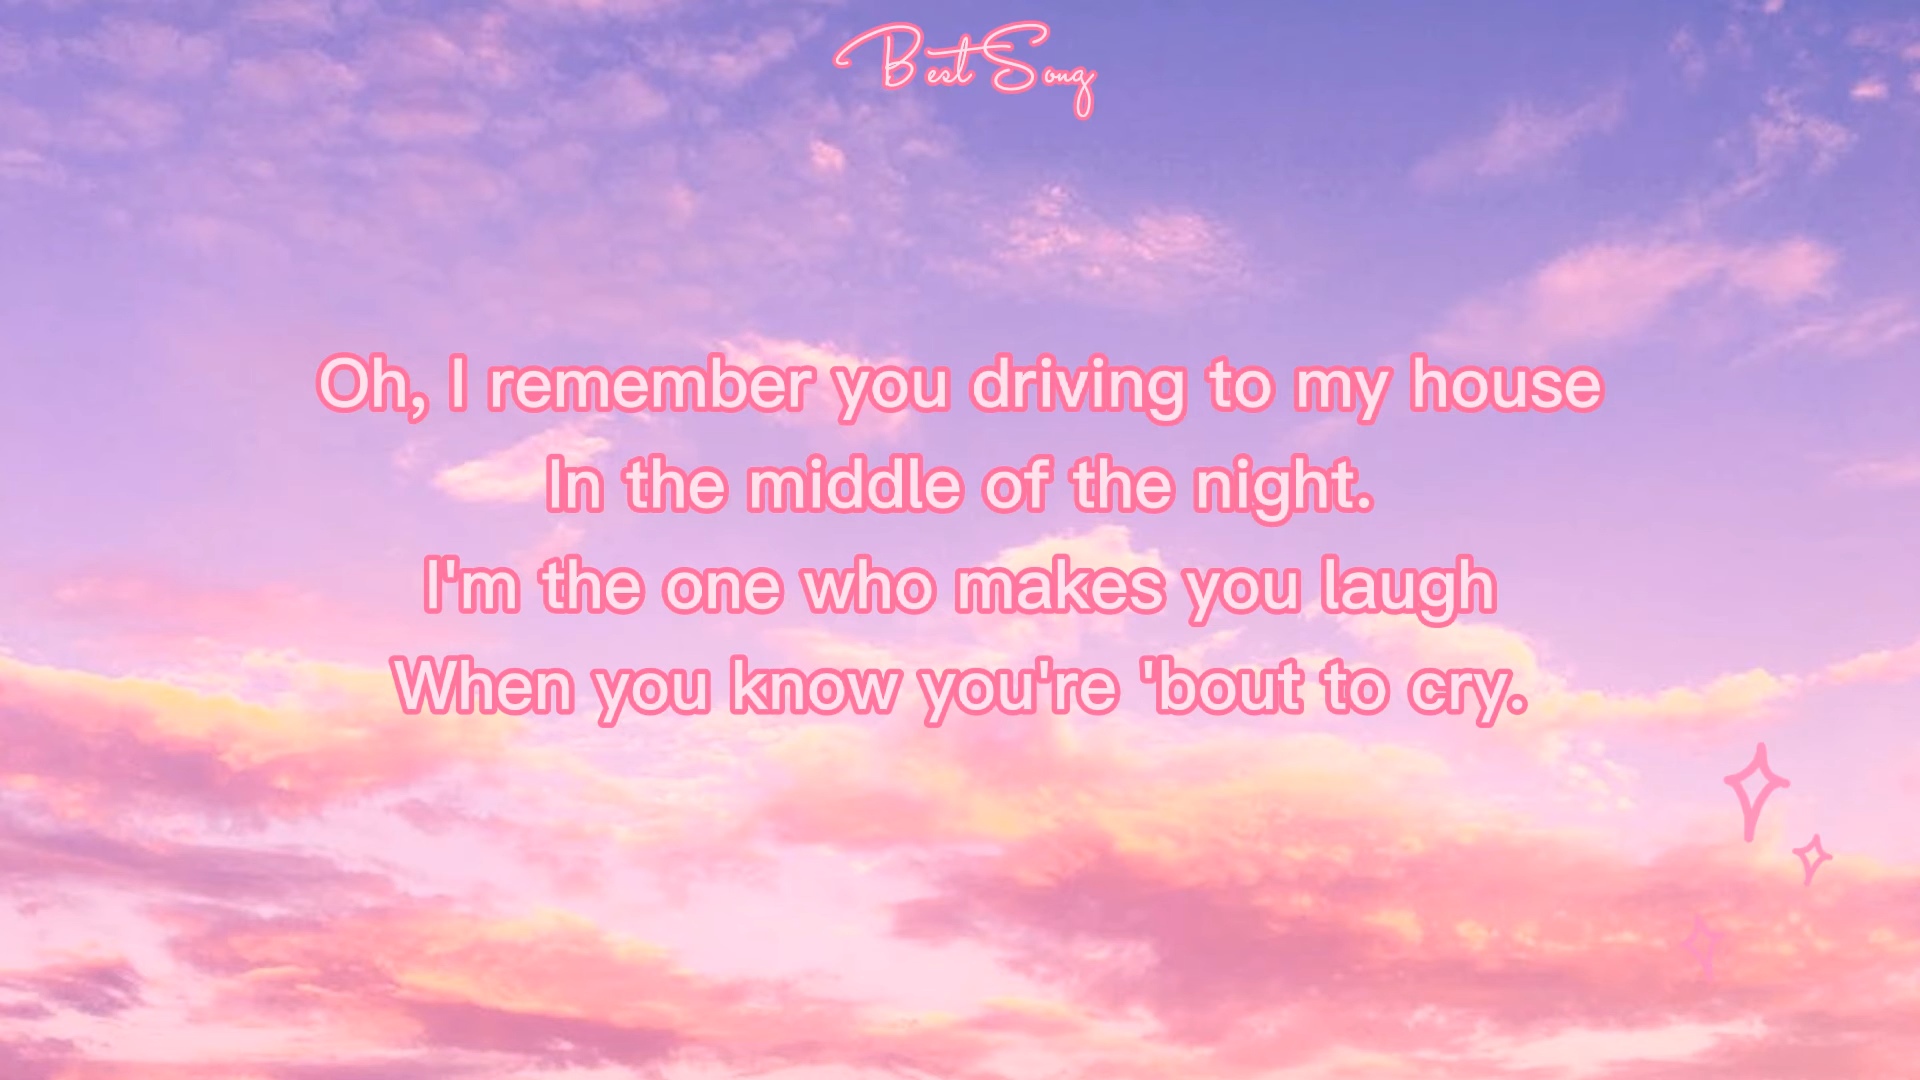 Best Song
Oh, I remember you driving to my house
In the middle of the night.
I'm the one who makes you laugh
When you know you're 'bout to cry.